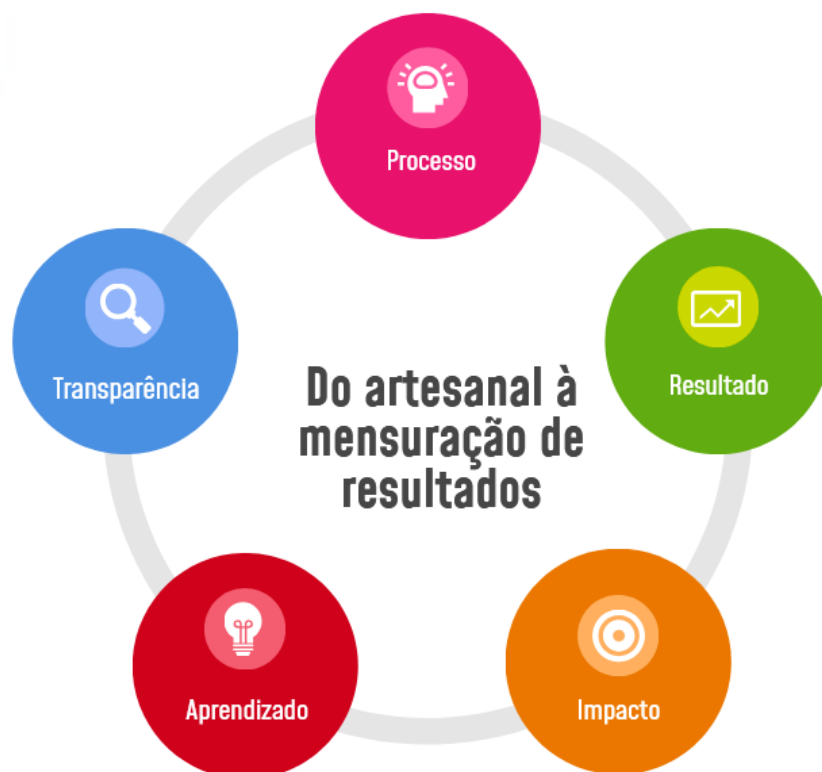 Processo
Transparência
Resultado
Do artesanal à
mensuração de
resultados
Aprendizado
Impacto